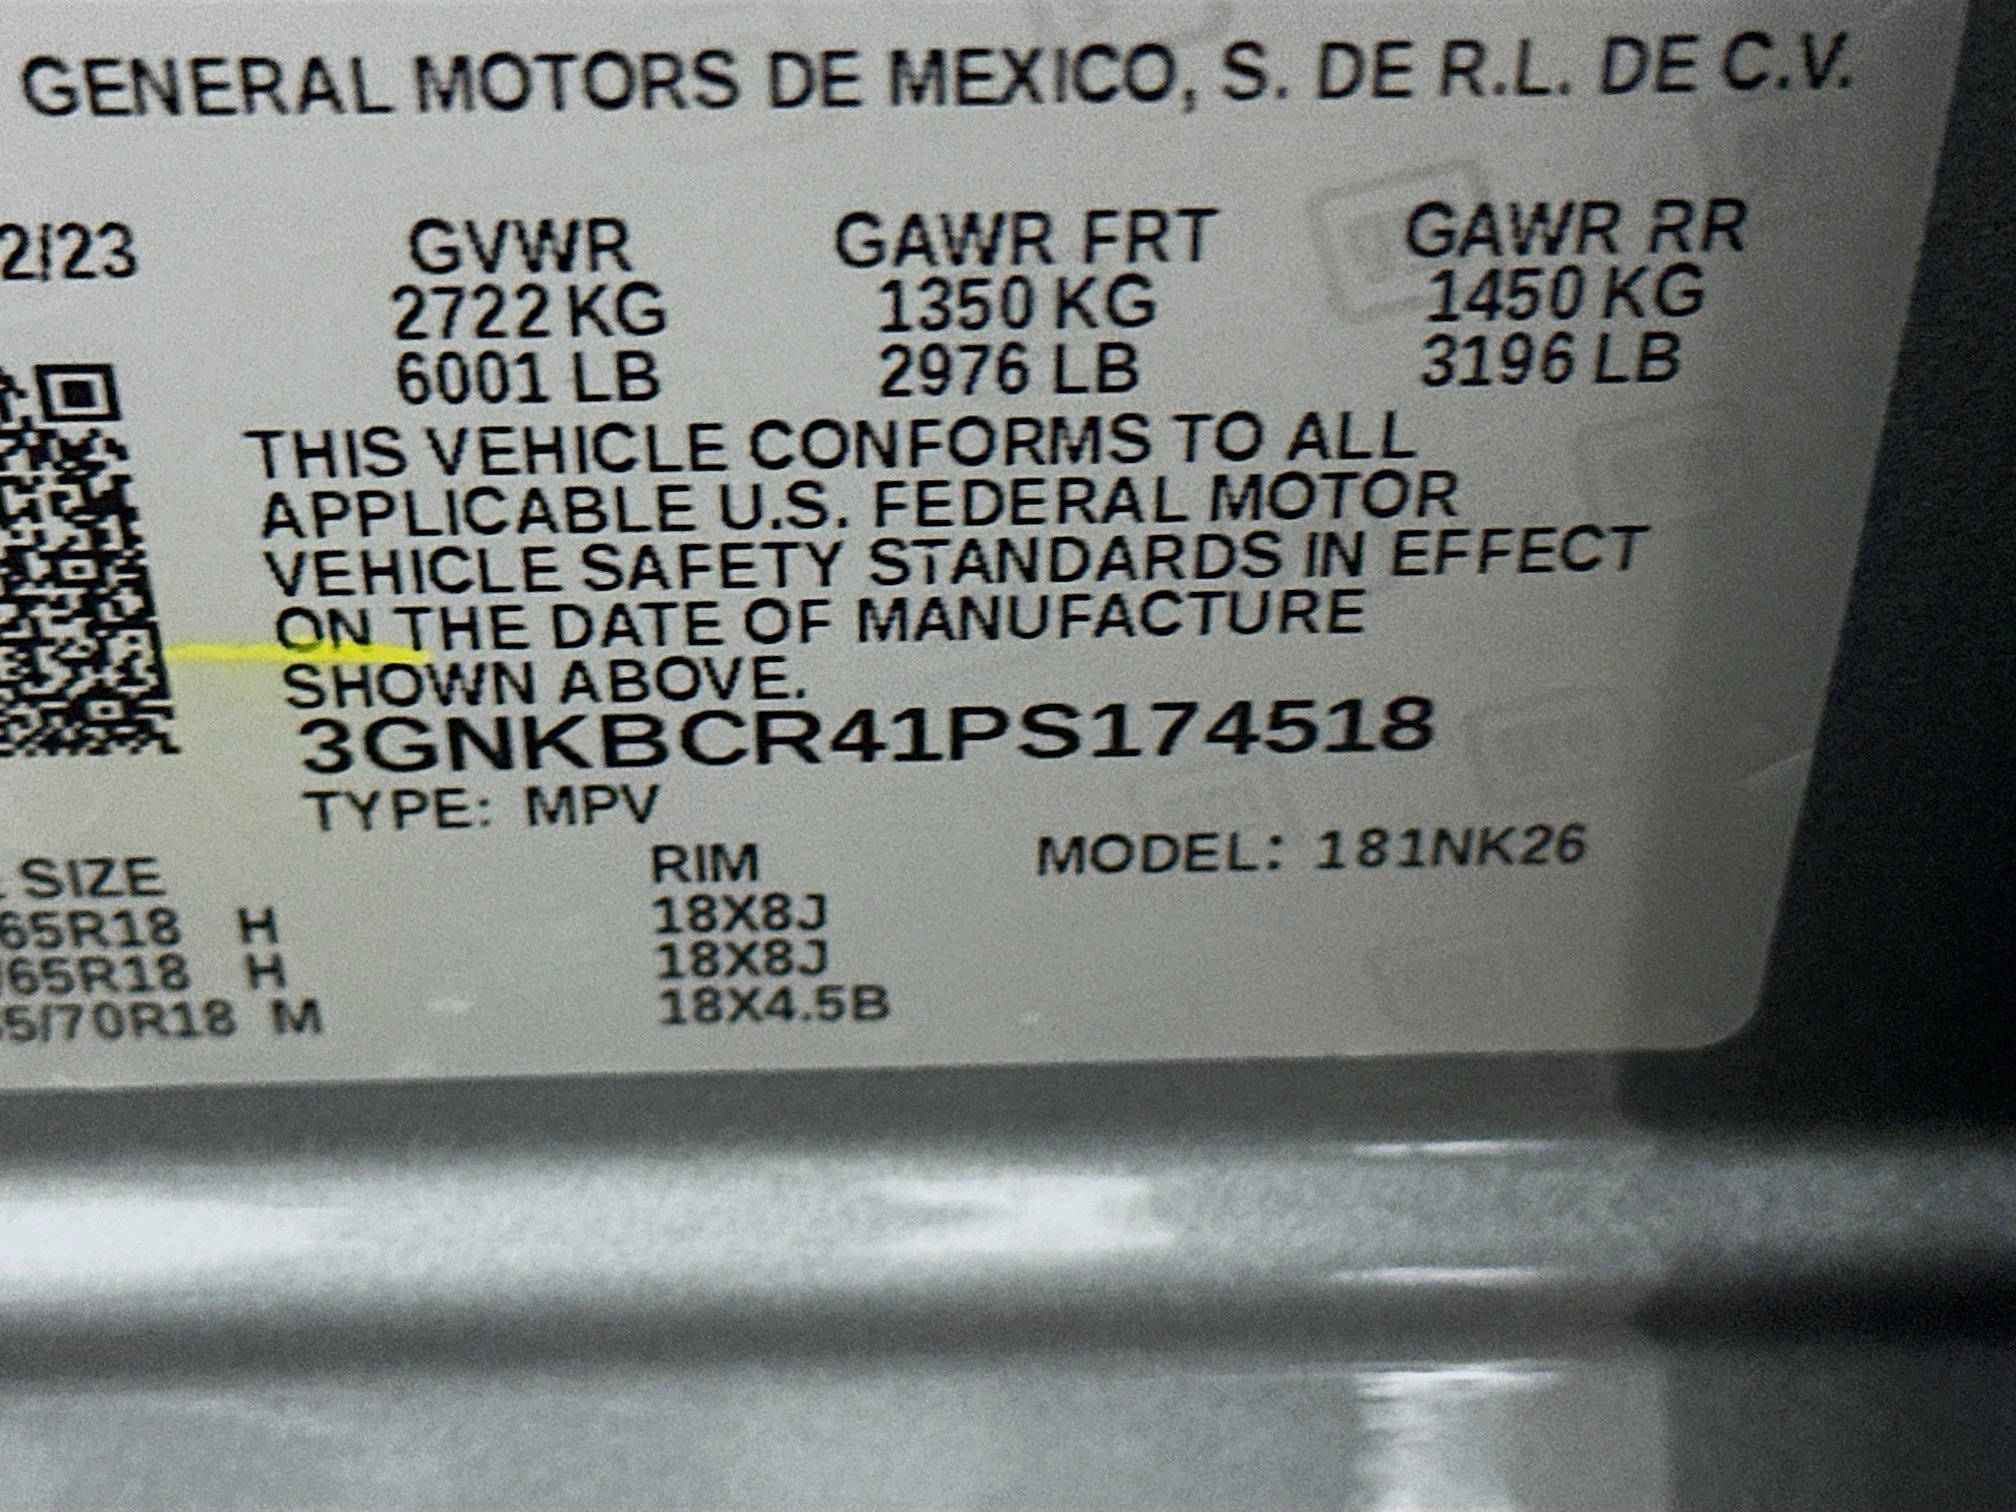 GENERAL MOTORS DE MEXICO, S. DE R.L. DE C.V.
2/23 GVWR GAWR FRT GAWR RR
2722 KG 1350 KG 1450 KG
6001 LB 2976 LB 3196 LB
THIS VEHICLE CONFORMS TO ALL
APPLICABLE U.S. FEDERAL MOTOR
VEHICLE SAFETY STANDARDS IN EFFECT
ON THE DATE OF MANUFACTURE
SHOWN ABOVE.
3GNKBCR41PS174518
TYPE: MPV
SIZE RIM MODEL: 181NK26
65R18 H 18X8J
/65R18 H 18X8J
5/70R18 M 18X4.5B